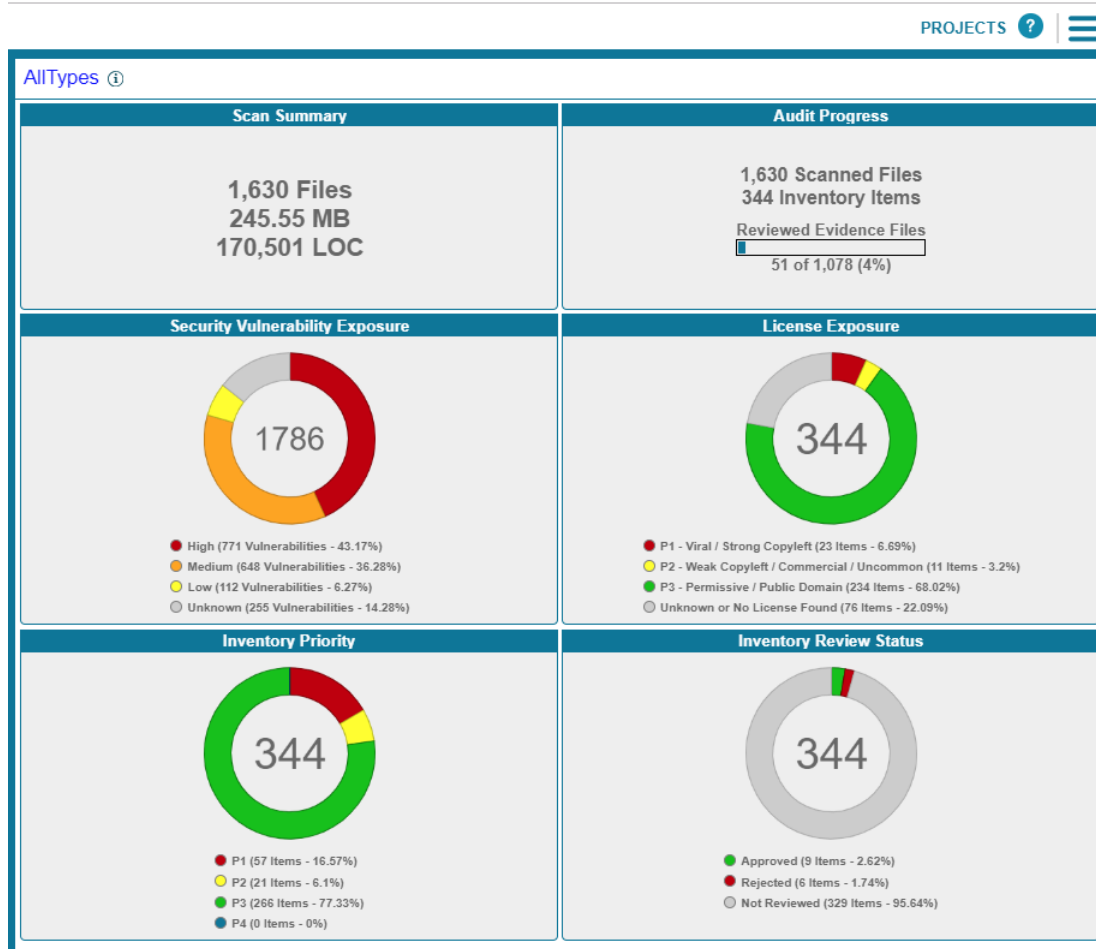 PROJECTS ?
AllTypes i
Scan Summary
1,630 Files
245.55 MB
170,501 LOC
Audit Progress
1,630 Scanned Files
344 Inventory Items
Reviewed Evidence Files
51 of 1,078 (4%)
Security Vulnerability Exposure
1786
High (771 Vulnerabilities - 43.17%)
Medium (648 Vulnerabilities - 36.28%)
Low (112 Vulnerabilities - 6.27%)
Unknown (255 Vulnerabilities - 14.28%)
License Exposure
344
P1 - Viral / Strong Copyleft (23 Items - 6.69%)
P2 - Weak Copyleft / Commercial / Uncommon (11 Items - 3.2%)
P3 - Permissive / Public Domain (234 Items - 68.02%)
Unknown or No License Found (76 Items - 22.09%)
Inventory Priority
344
P1 (57 Items - 16.57%)
P2 (21 Items - 6.1%)
P3 (266 Items - 77.33%)
P4 (0 Items - 0%)
Inventory Review Status
344
Approved (9 Items - 2.62%)
Rejected (6 Items - 1.74%)
Not Reviewed (329 Items - 95.64%)